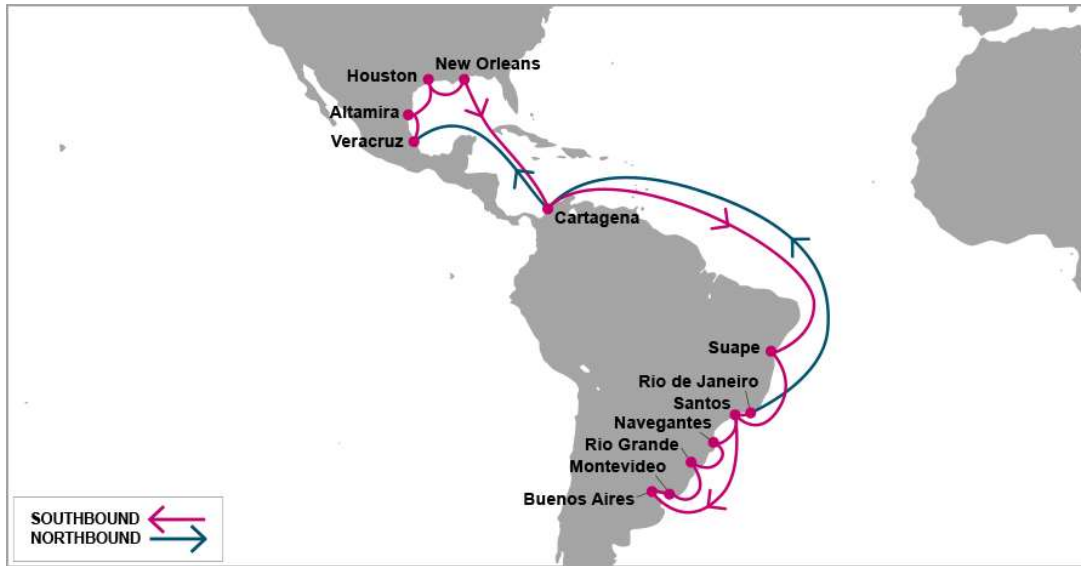 New Orleans
Houston
Altamira
Veracruz
Cartagena
Suape
Rio de Janeiro
Santos
Navegantes
Rio Grande
Montevideo
Buenos Aires
SOUTHBOUND
NORTHBOUND